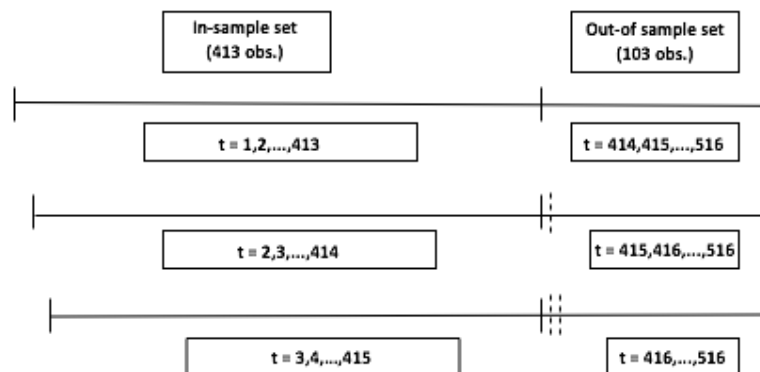 In-sample set
(413 obs.)
Out-of sample set
(103 obs.)
t = 1,2,...,413
t = 414,415,...,516
t = 2,3,...,414
t = 415,416,...,516
t = 3,4,...,415
t = 416,...,516